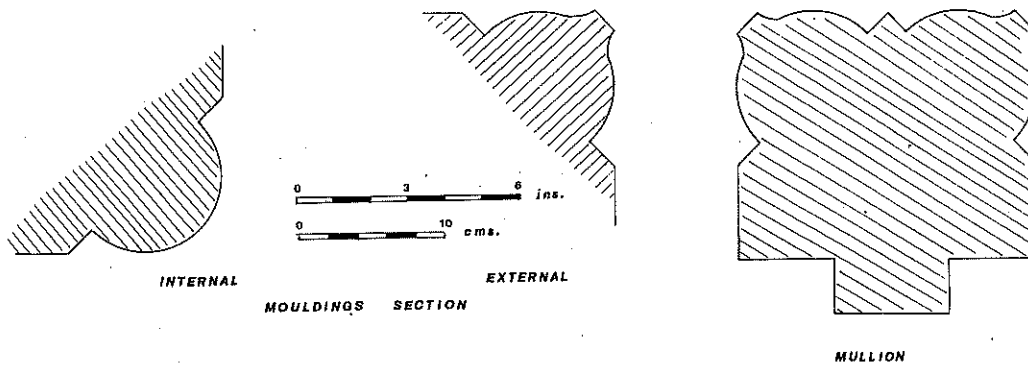 0 3 6 ins.
0 10 cms.
INTERNAL
EXTERNAL
MOULDINGS SECTION
MULLION